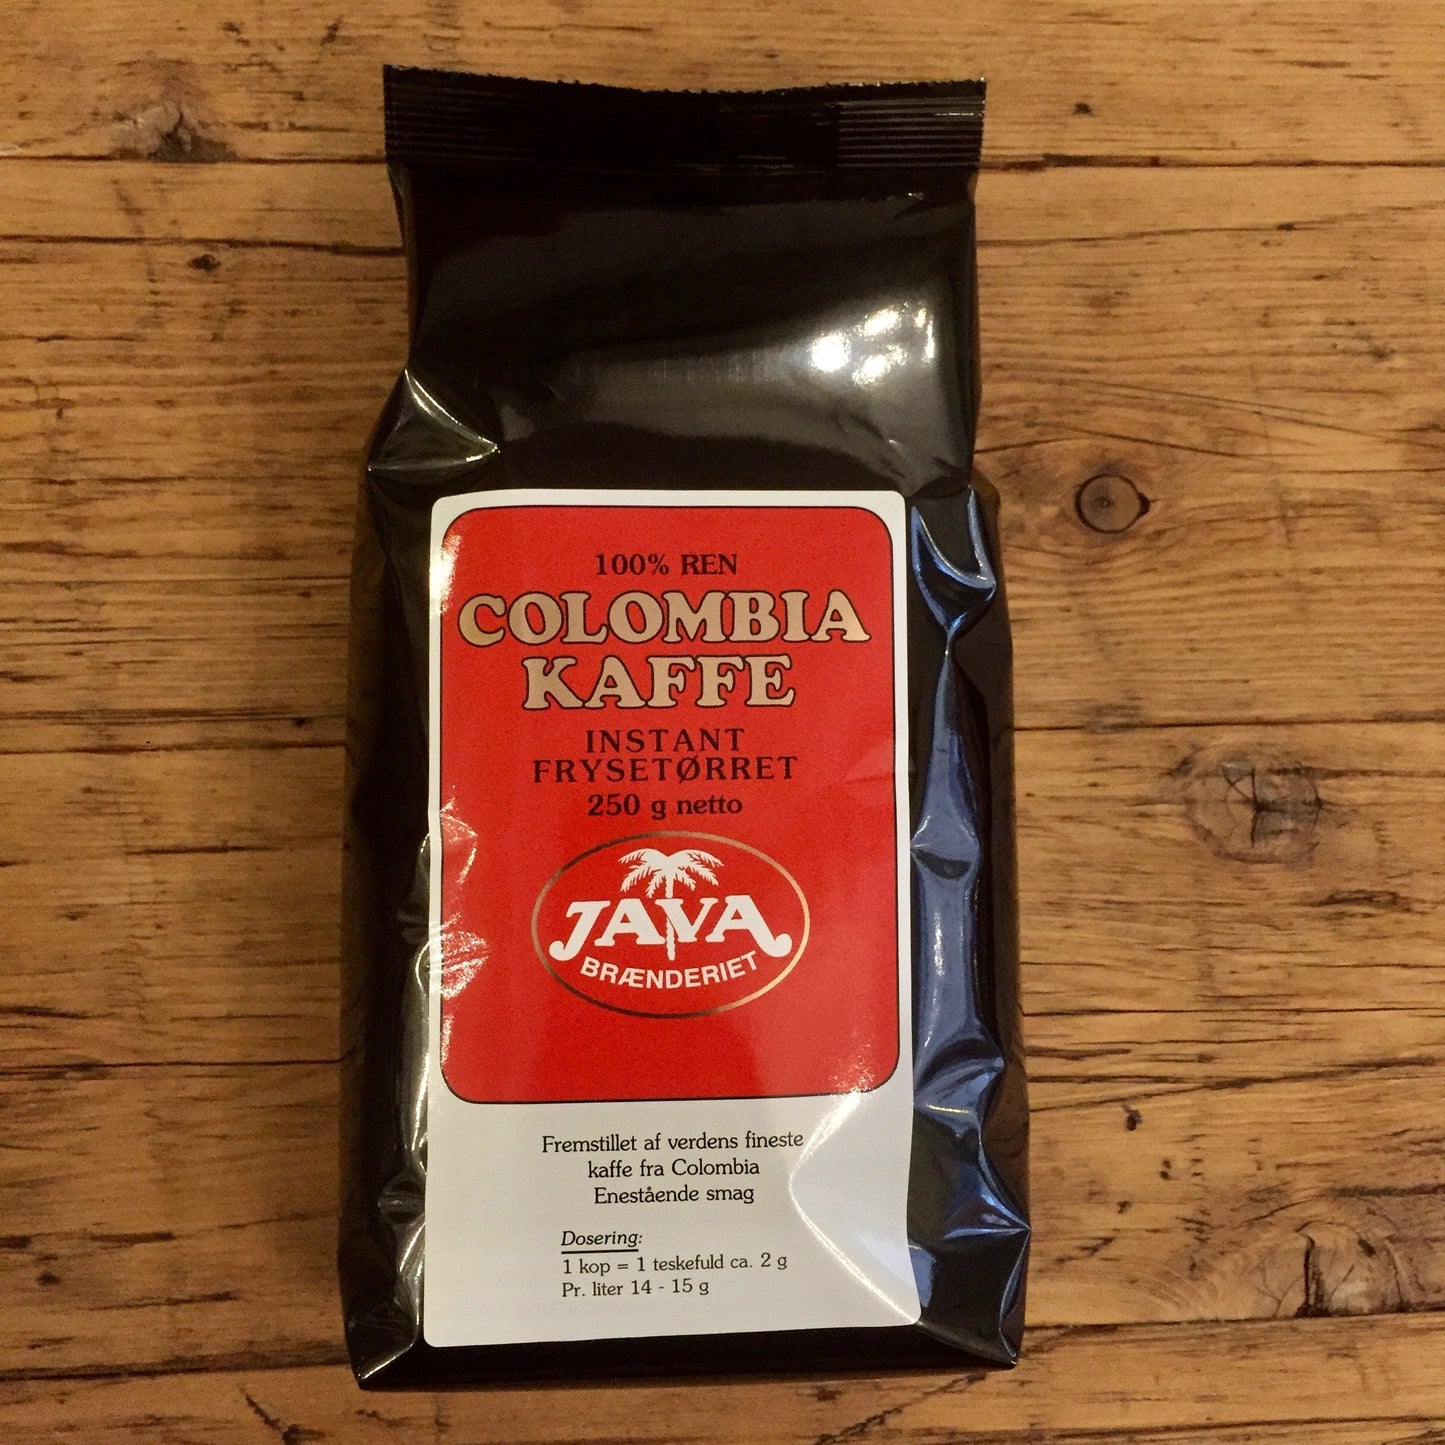 100% REN
COLOMBIA
KAFFE
INSTANT
FRYSETØRRET
250 g netto
JAVA
BRÆNDERIET
Fremstillet af verdens fineste
kaffe fra Colombia
Enestående smag
Dosering:
1 kop = 1 teskefuld ca. 2 g
Pr. liter 14 - 15 g